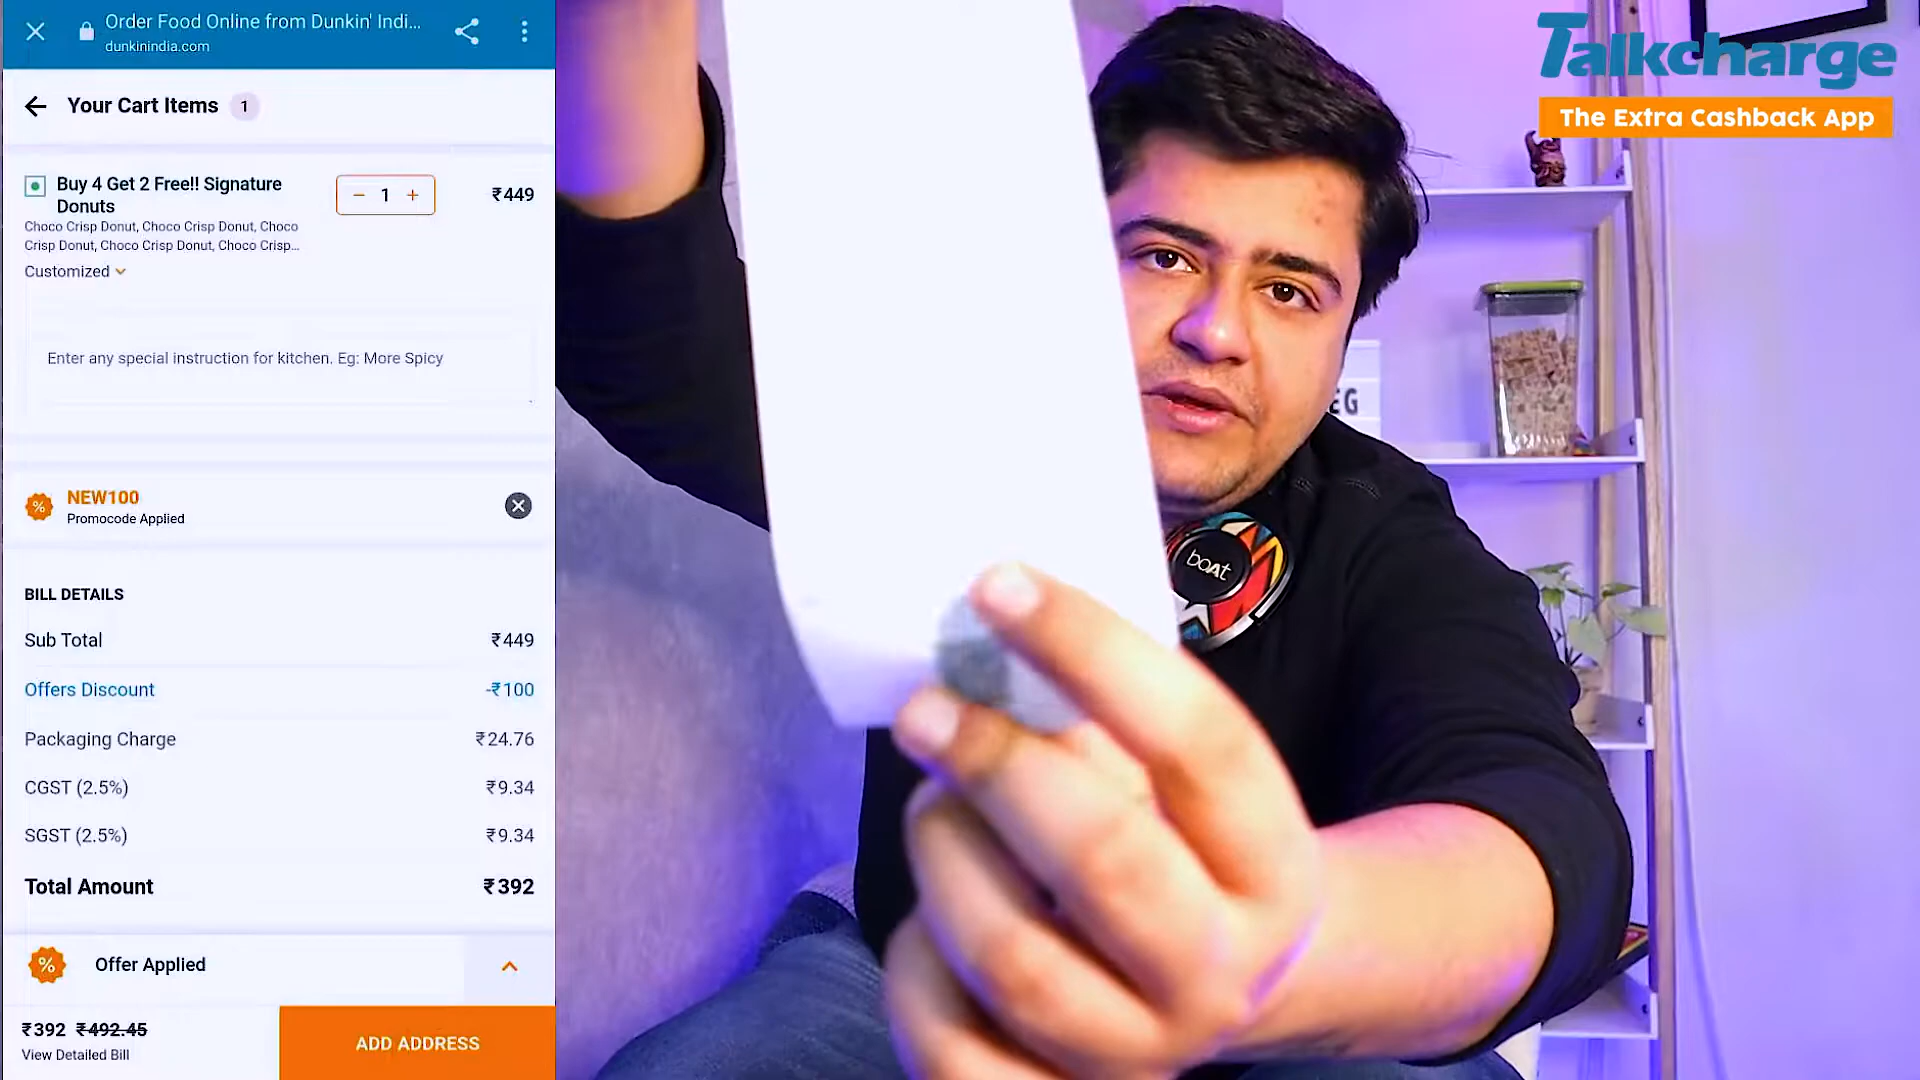 Order Food Online from Dunkin' Indi...
dunkinindia.com
Your Cart Items 1
Buy 4 Get 2 Free!! Signature
Donuts
− 1 +
₹449
Choco Crisp Donut, Choco Crisp Donut, Choco
Crisp Donut, Choco Crisp Donut, Choco Crisp...
Customized
Enter any special instruction for kitchen. Eg: More Spicy
% NEW100
Promocode Applied
BILL DETAILS
Sub Total ₹449
Offers Discount -₹100
Packaging Charge ₹24.76
CGST (2.5%) ₹9.34
SGST (2.5%) ₹9.34
Total Amount ₹392
% Offer Applied
₹392 ₹492.45
View Detailed Bill
ADD ADDRESS
Talkcharge
The Extra Cashback App
EG
boAt